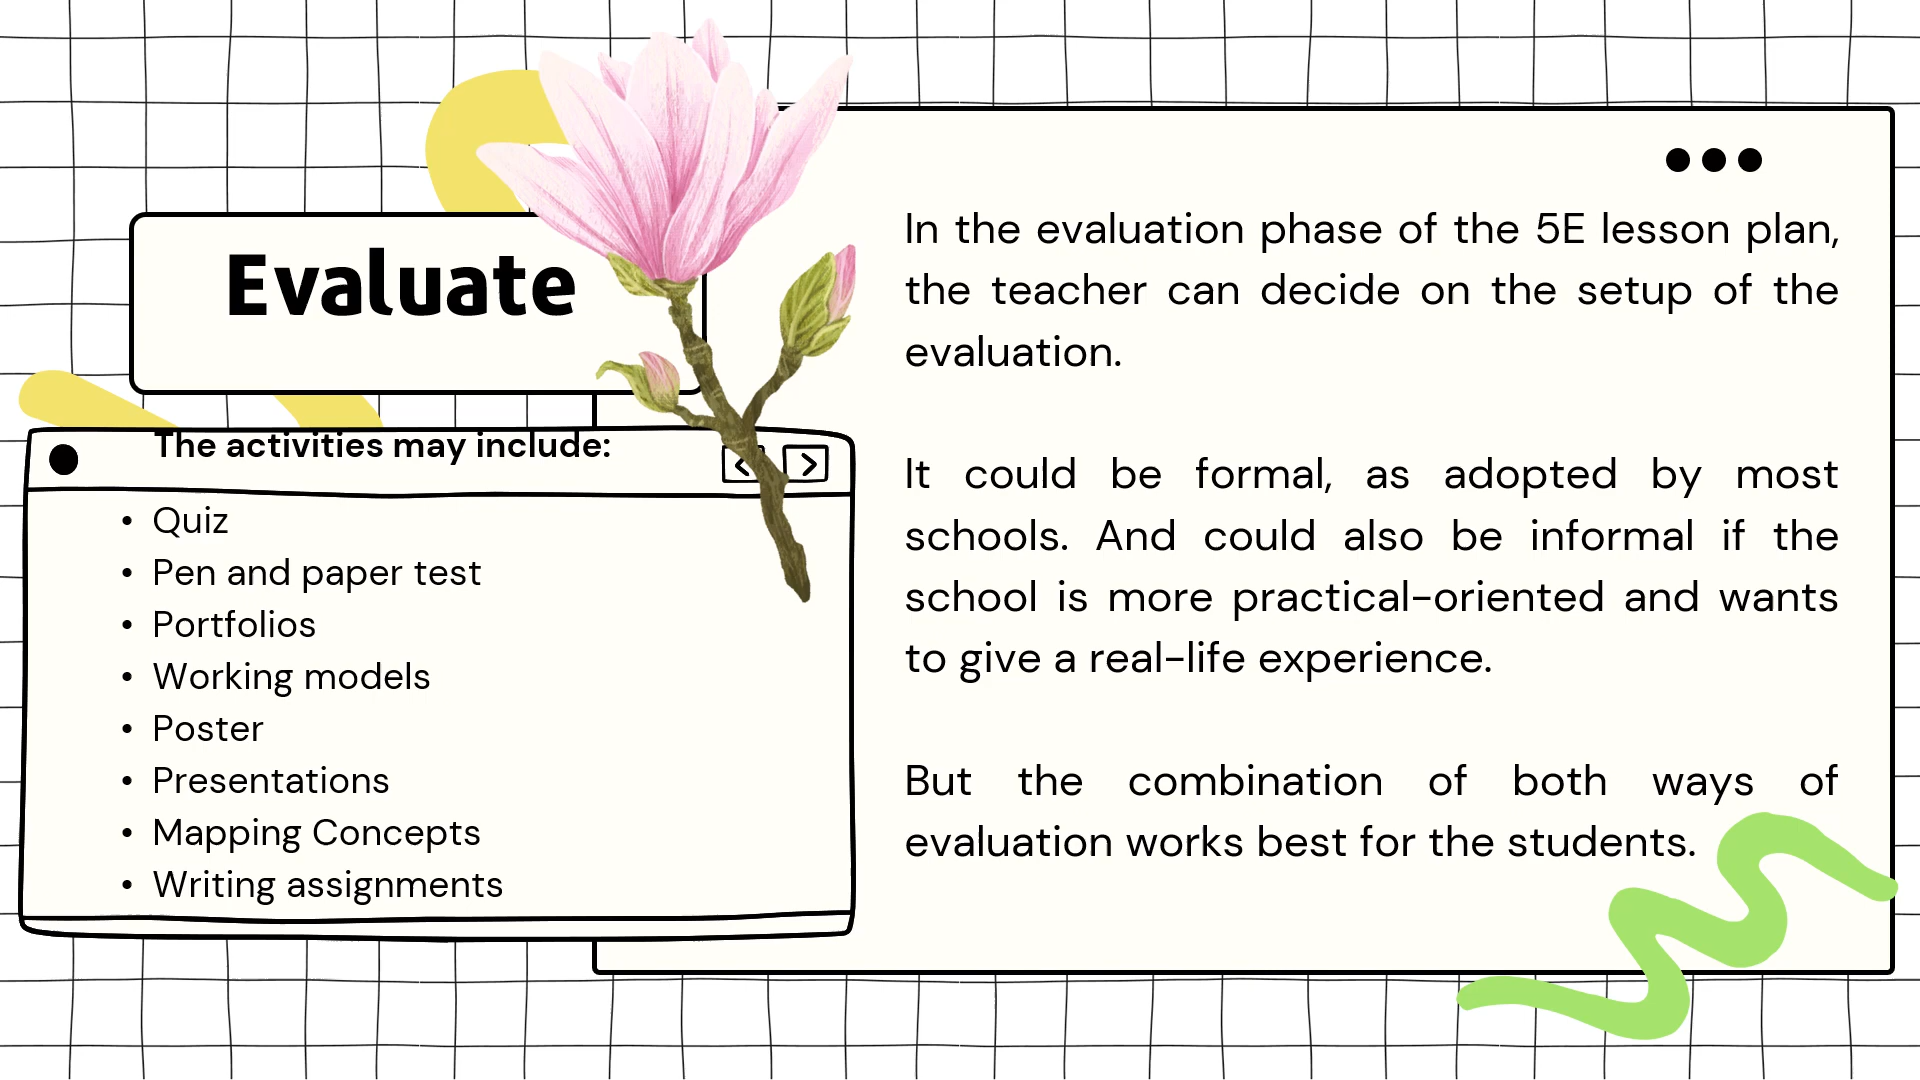 Evaluate
The activities may include:
• Quiz
• Pen and paper test
• Portfolios
• Working models
• Poster
• Presentations
• Mapping Concepts
• Writing assignments
In the evaluation phase of the 5E lesson plan,
the teacher can decide on the setup of the
evaluation.
It could be formal, as adopted by most
schools. And could also be informal if the
school is more practical-oriented and wants
to give a real-life experience.
But the combination of both ways of
evaluation works best for the students.